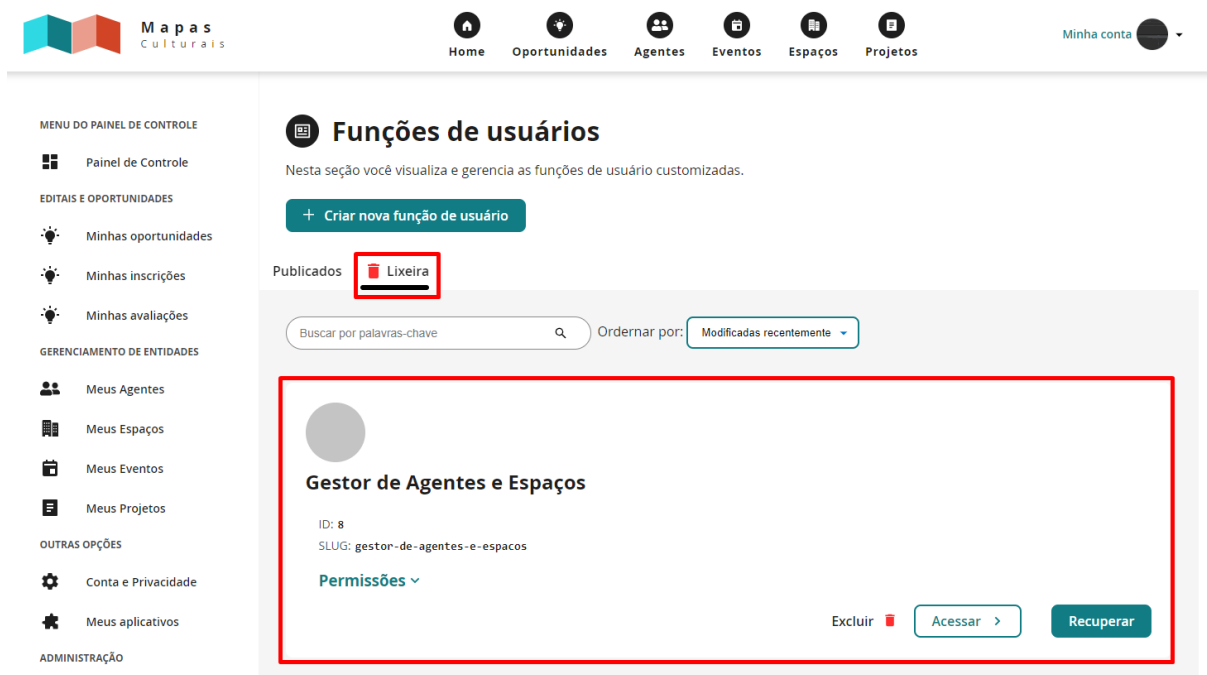 Mapas
Culturais
Home
Oportunidades
Agentes
Eventos
Espaços
Projetos
Minha conta
MENU DO PAINEL DE CONTROLE
Painel de Controle
EDITAIS E OPORTUNIDADES
Minhas oportunidades
Minhas inscrições
Minhas avaliações
GERENCIAMENTO DE ENTIDADES
Meus Agentes
Meus Espaços
Meus Eventos
Meus Projetos
OUTRAS OPÇÕES
Conta e Privacidade
Meus aplicativos
ADMINISTRAÇÃO
Funções de usuários
Nesta seção você visualiza e gerencia as funções de usuário customizadas.
+ Criar nova função de usuário
Publicados
Lixeira
Buscar por palavras-chave
Ordernar por:
Modificadas recentemente
Gestor de Agentes e Espaços
ID: 8
SLUG: gestor-de-agentes-e-espacos
Permissões
Excluir
Acessar
Recuperar